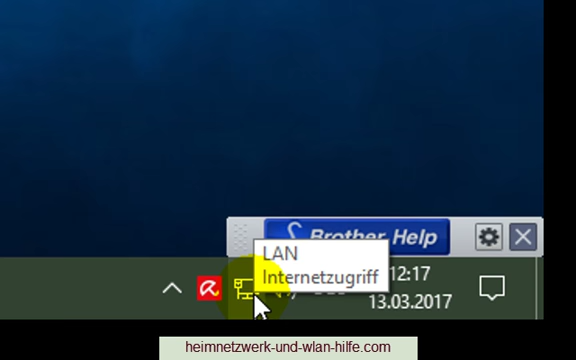 Brother Help
LAN
Internetzugriff
12:17
13.03.2017
heimnetzwerk-und-wlan-hilfe.com